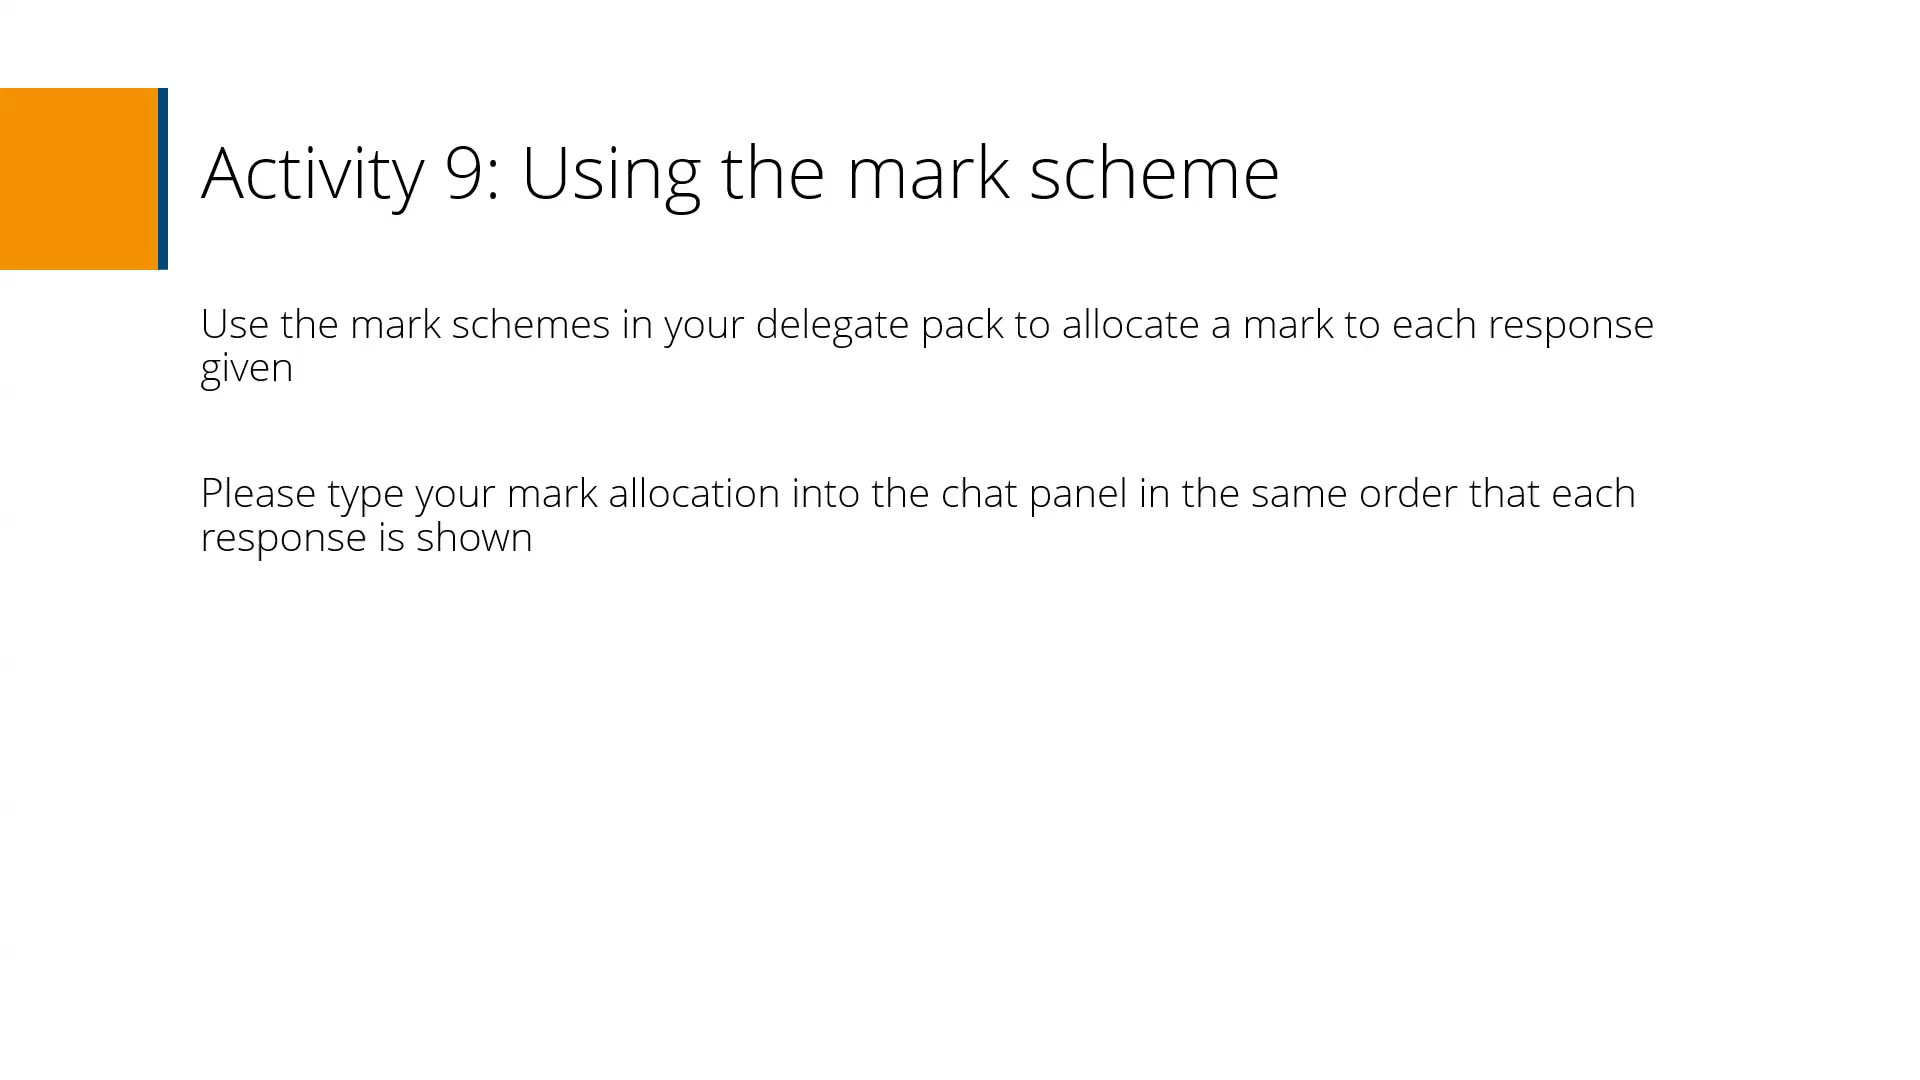 Activity 9: Using the mark scheme
Use the mark schemes in your delegate pack to allocate a mark to each response
given
Please type your mark allocation into the chat panel in the same order that each
response is shown